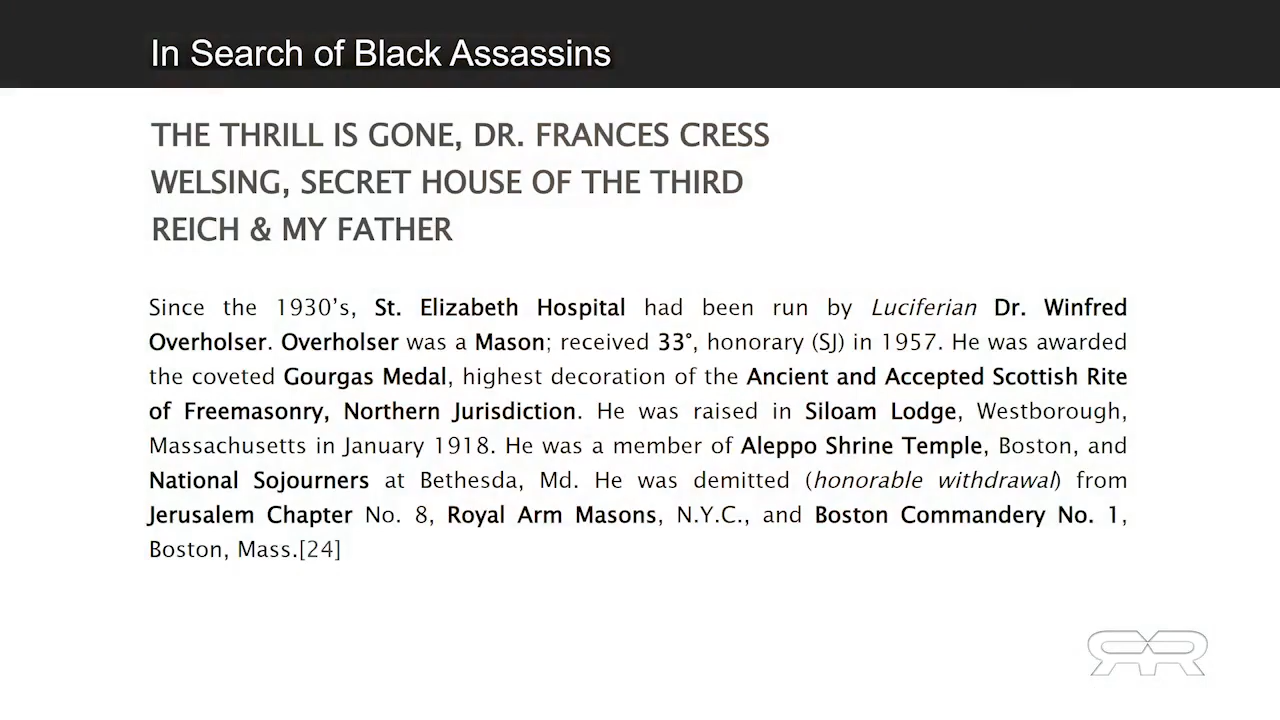 In Search of Black Assassins
THE THRILL IS GONE, DR. FRANCES CRESS
WELSING, SECRET HOUSE OF THE THIRD
REICH & MY FATHER
Since the 1930’s, St. Elizabeth Hospital had been run by Luciferian Dr. Winfred
Overholser. Overholser was a Mason; received 33°, honorary (SJ) in 1957. He was awarded
the coveted Gourgas Medal, highest decoration of the Ancient and Accepted Scottish Rite
of Freemasonry, Northern Jurisdiction. He was raised in Siloam Lodge, Westborough,
Massachusetts in January 1918. He was a member of Aleppo Shrine Temple, Boston, and
National Sojourners at Bethesda, Md. He was demitted (honorable withdrawal) from
Jerusalem Chapter No. 8, Royal Arm Masons, N.Y.C., and Boston Commandery No. 1,
Boston, Mass.[24]
RR